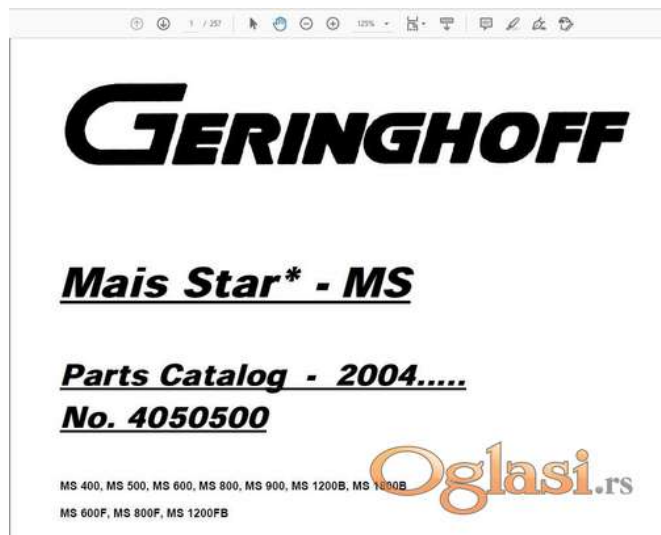 1 / 257
125%
GERINGHOFF
Mais Star* - MS
Parts Catalog - 2004.....
No. 4050500
MS 400, MS 500, MS 600, MS 800, MS 900, MS 1200B, MS 1800B
MS 600F, MS 800F, MS 1200FB
Oglasi.rs